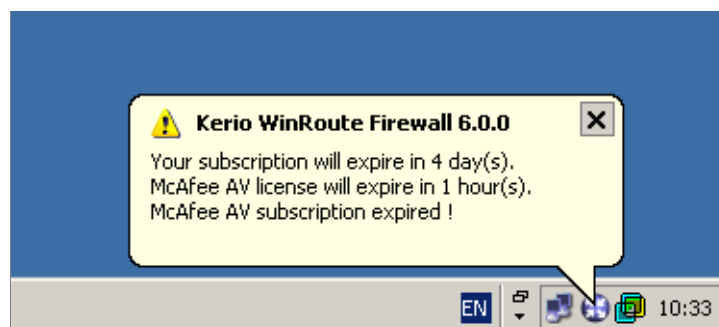 Kerio WinRoute Firewall 6.0.0
Your subscription will expire in 4 day(s).
McAfee AV license will expire in 1 hour(s).
McAfee AV subscription expired !
EN 10:33